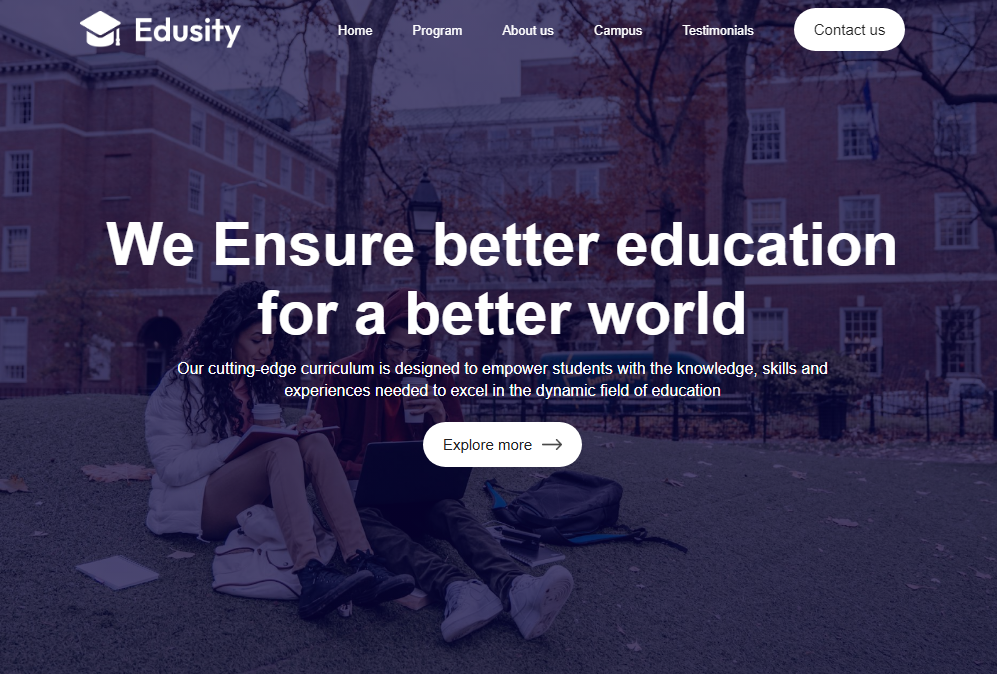 Edusity
Home Program About us Campus Testimonials Contact us
We Ensure better education
for a better world
Our cutting-edge curriculum is designed to empower students with the knowledge, skills and
experiences needed to excel in the dynamic field of education
Explore more